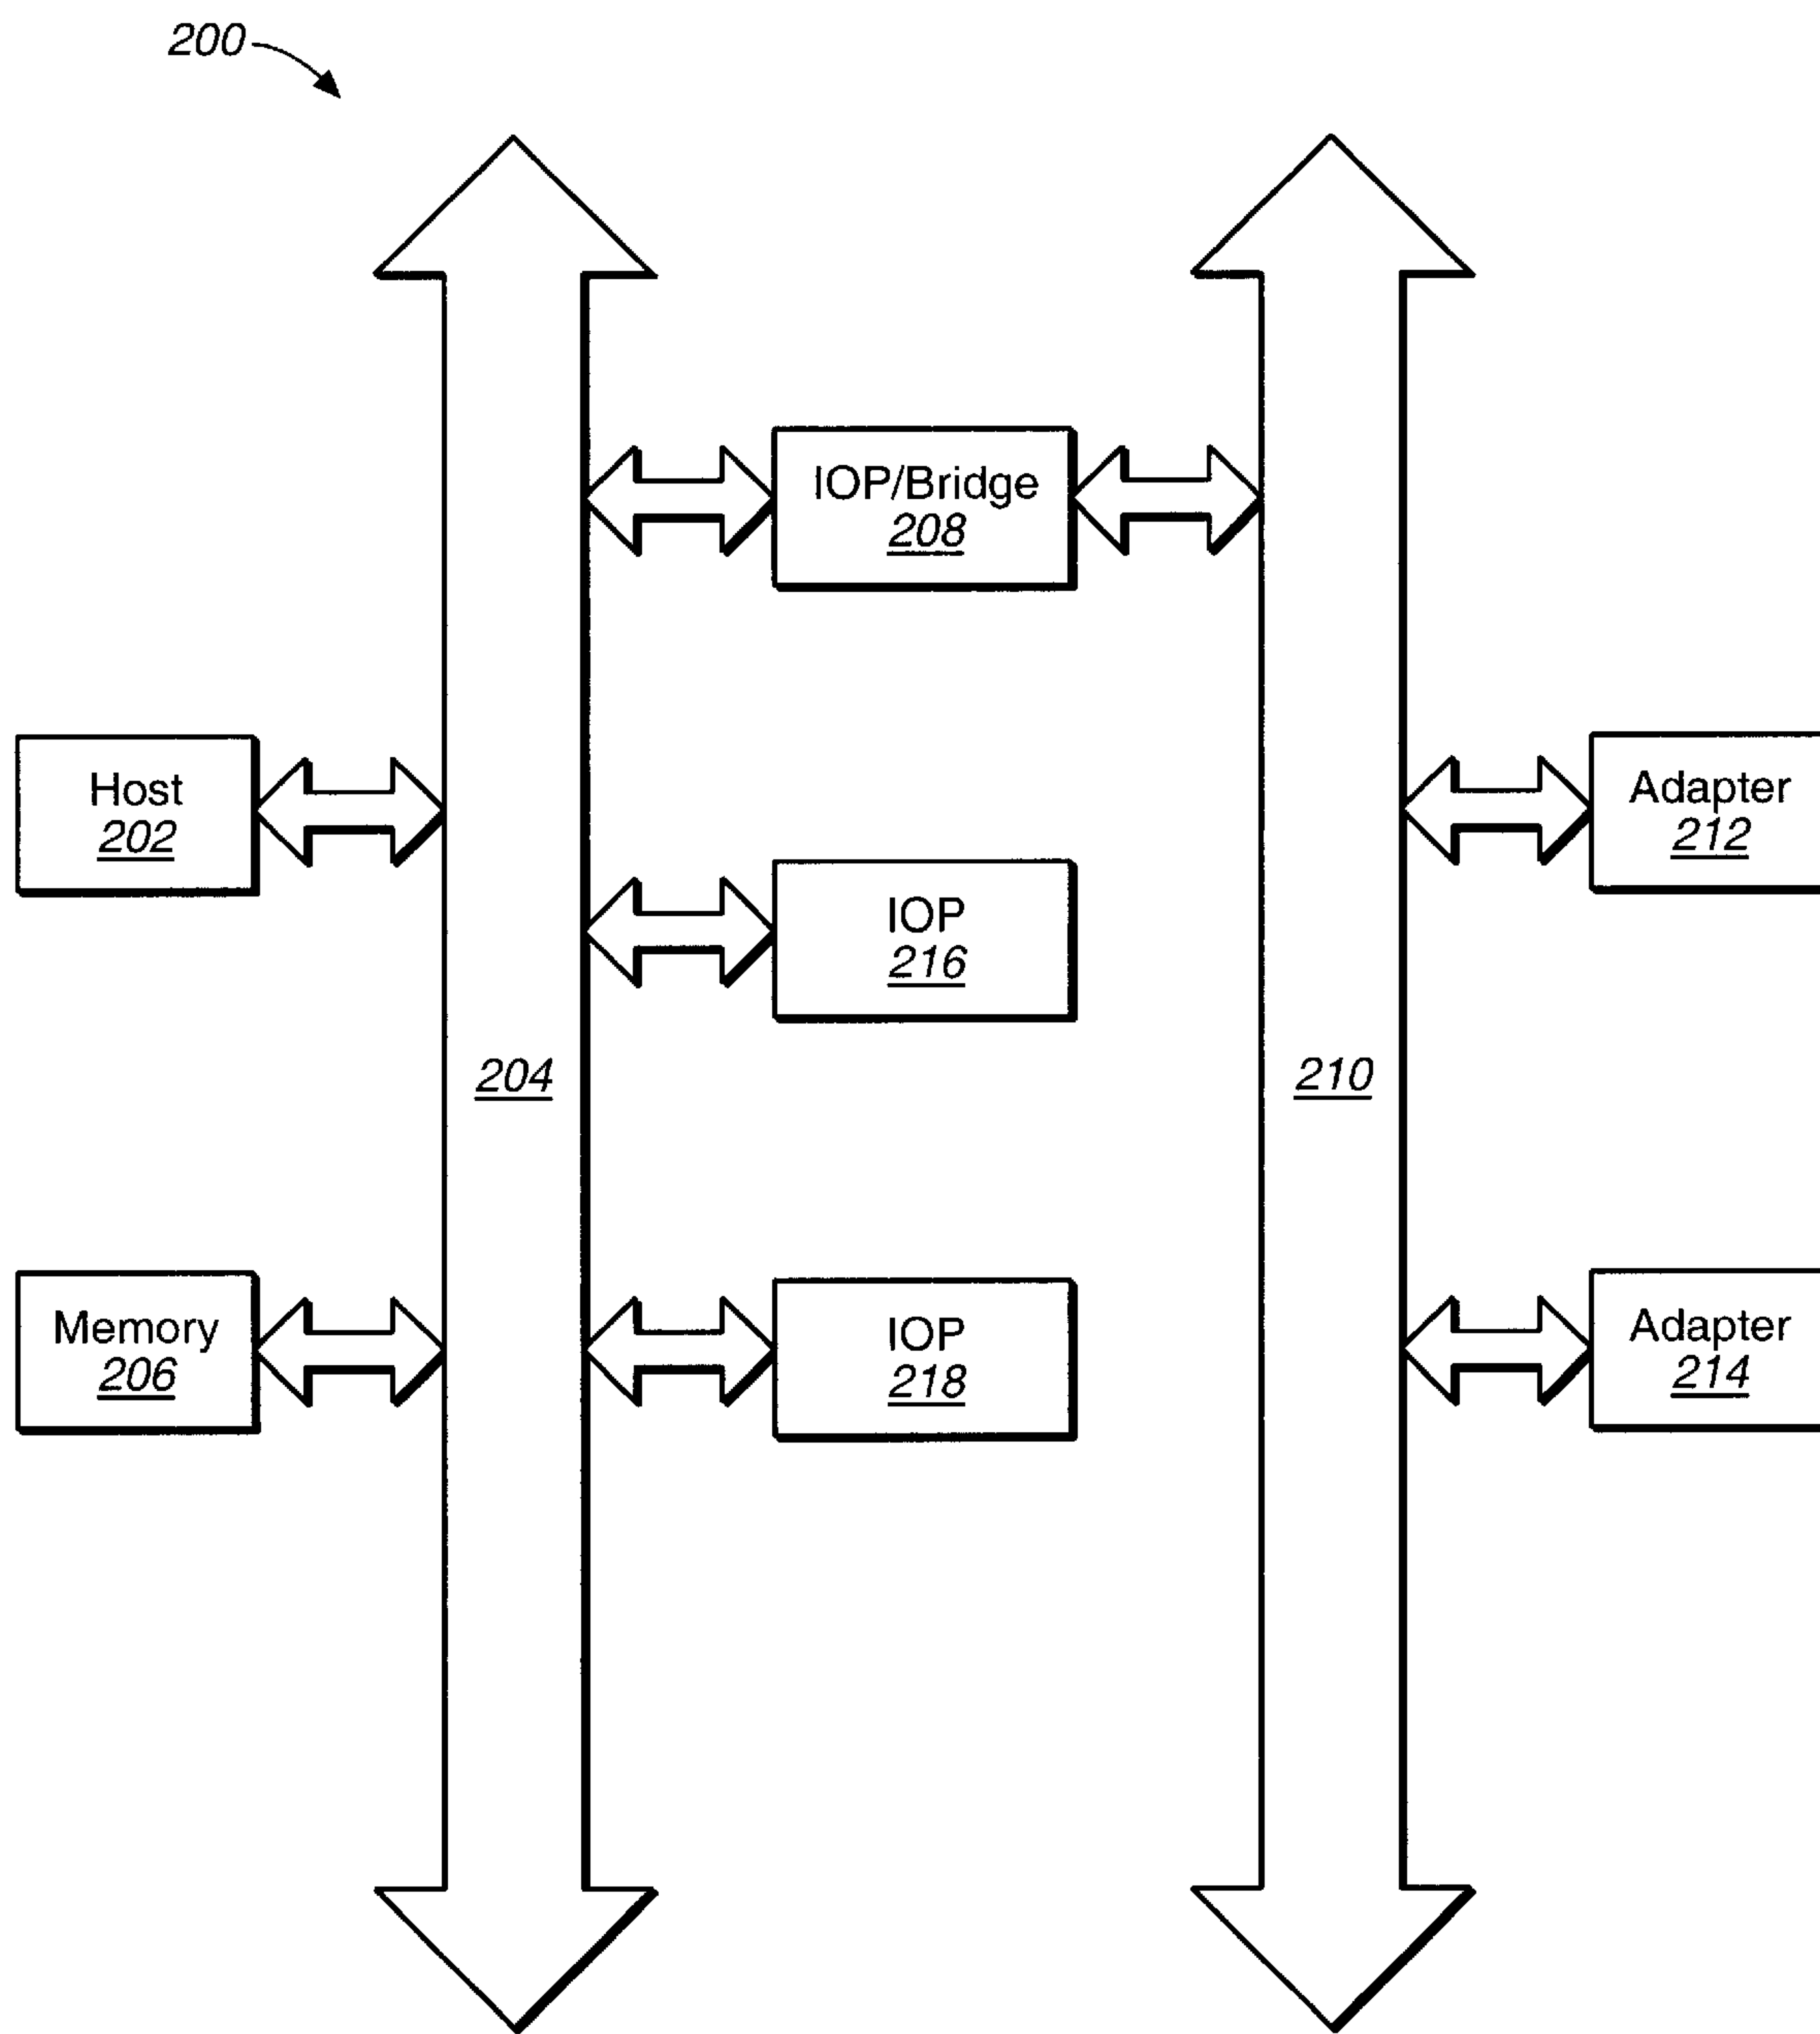 200
IOP/Bridge
208
Host
202
Adapter
212
IOP
216
204
210
Memory
206
IOP
218
Adapter
214